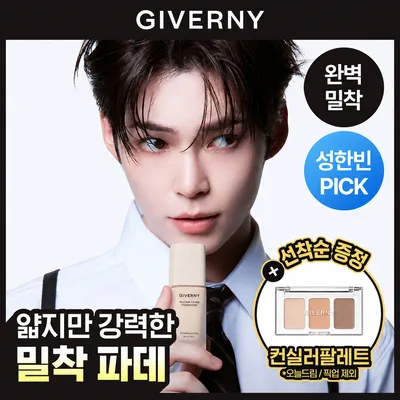 GIVERNY
완벽
밀착
성한빈
PICK
GIVERNY
선착순 증정
GIVERNY
얇지만 강력한
밀착 파데
컨실러팔레트
*오늘드림 / 픽업 제외